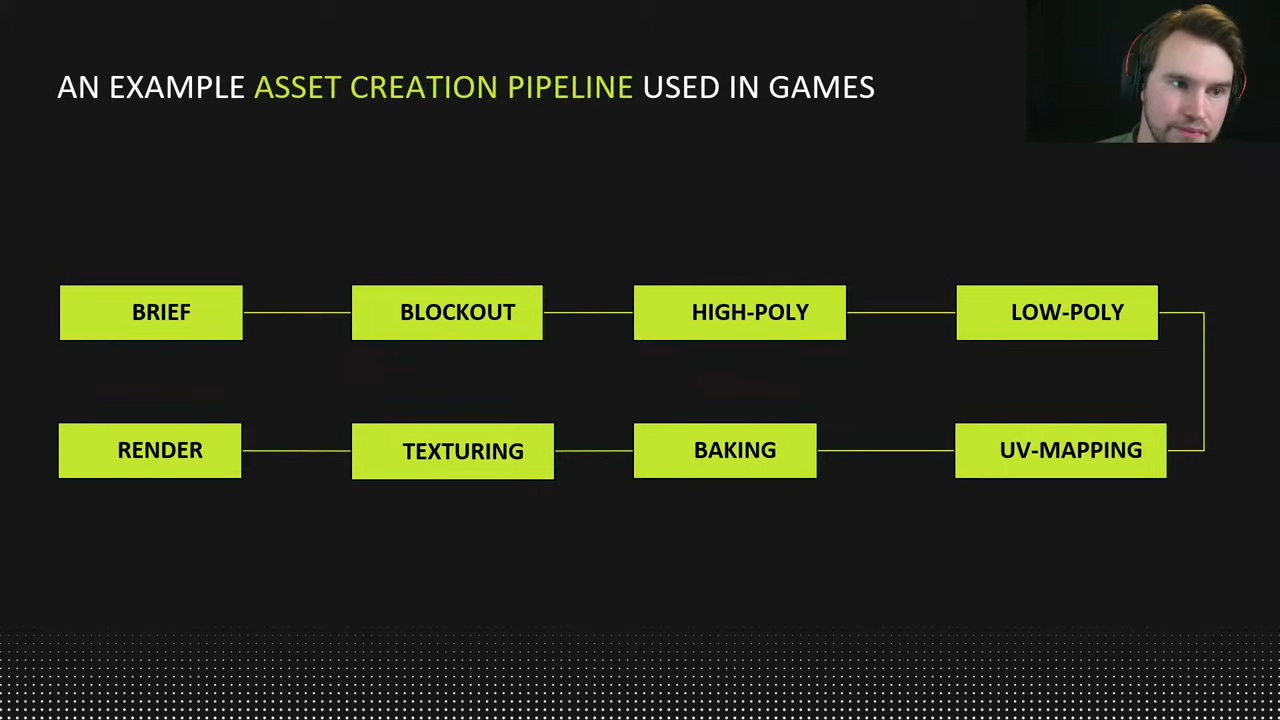 AN EXAMPLE ASSET CREATION PIPELINE USED IN GAMES
BRIEF
BLOCKOUT
HIGH-POLY
LOW-POLY
RENDER
TEXTURING
BAKING
UV-MAPPING